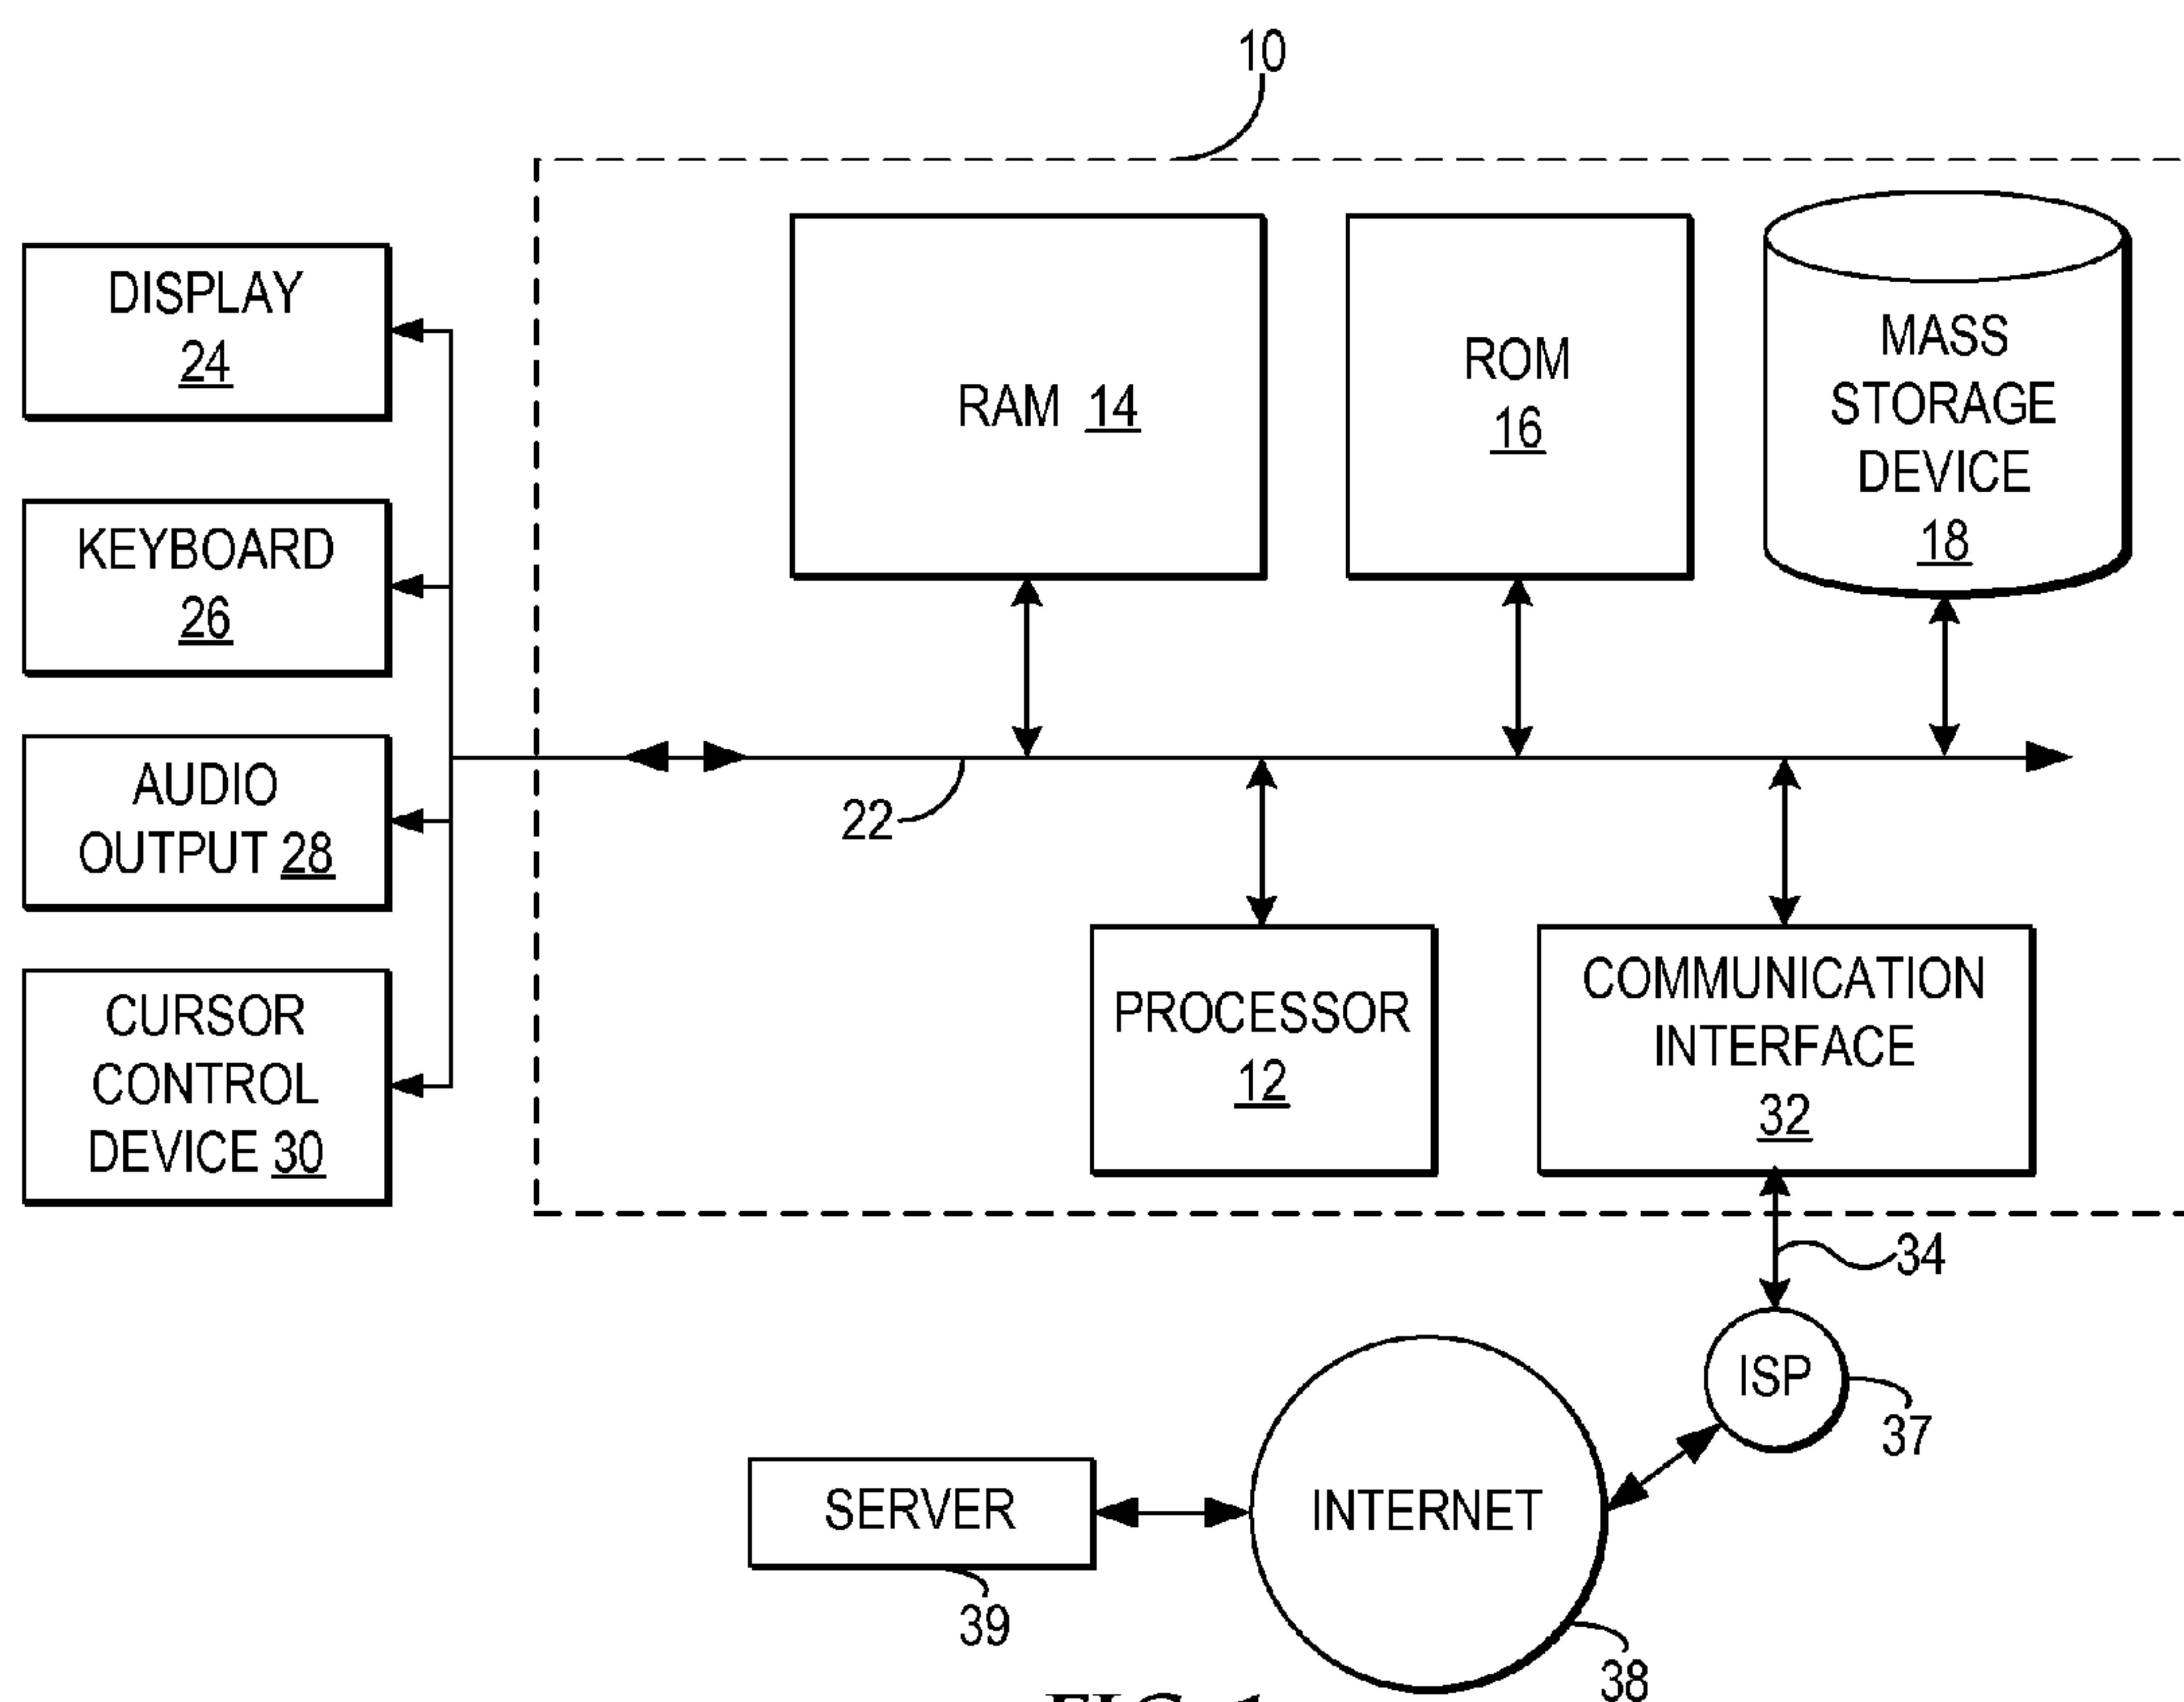 10
DISPLAY
24
KEYBOARD
26
AUDIO
OUTPUT 28
CURSOR
CONTROL
DEVICE 30
RAM 14
ROM
16
MASS
STORAGE
DEVICE
18
22
PROCESSOR
12
COMMUNICATION
INTERFACE
32
34
ISP
37
INTERNET
38
SERVER
39